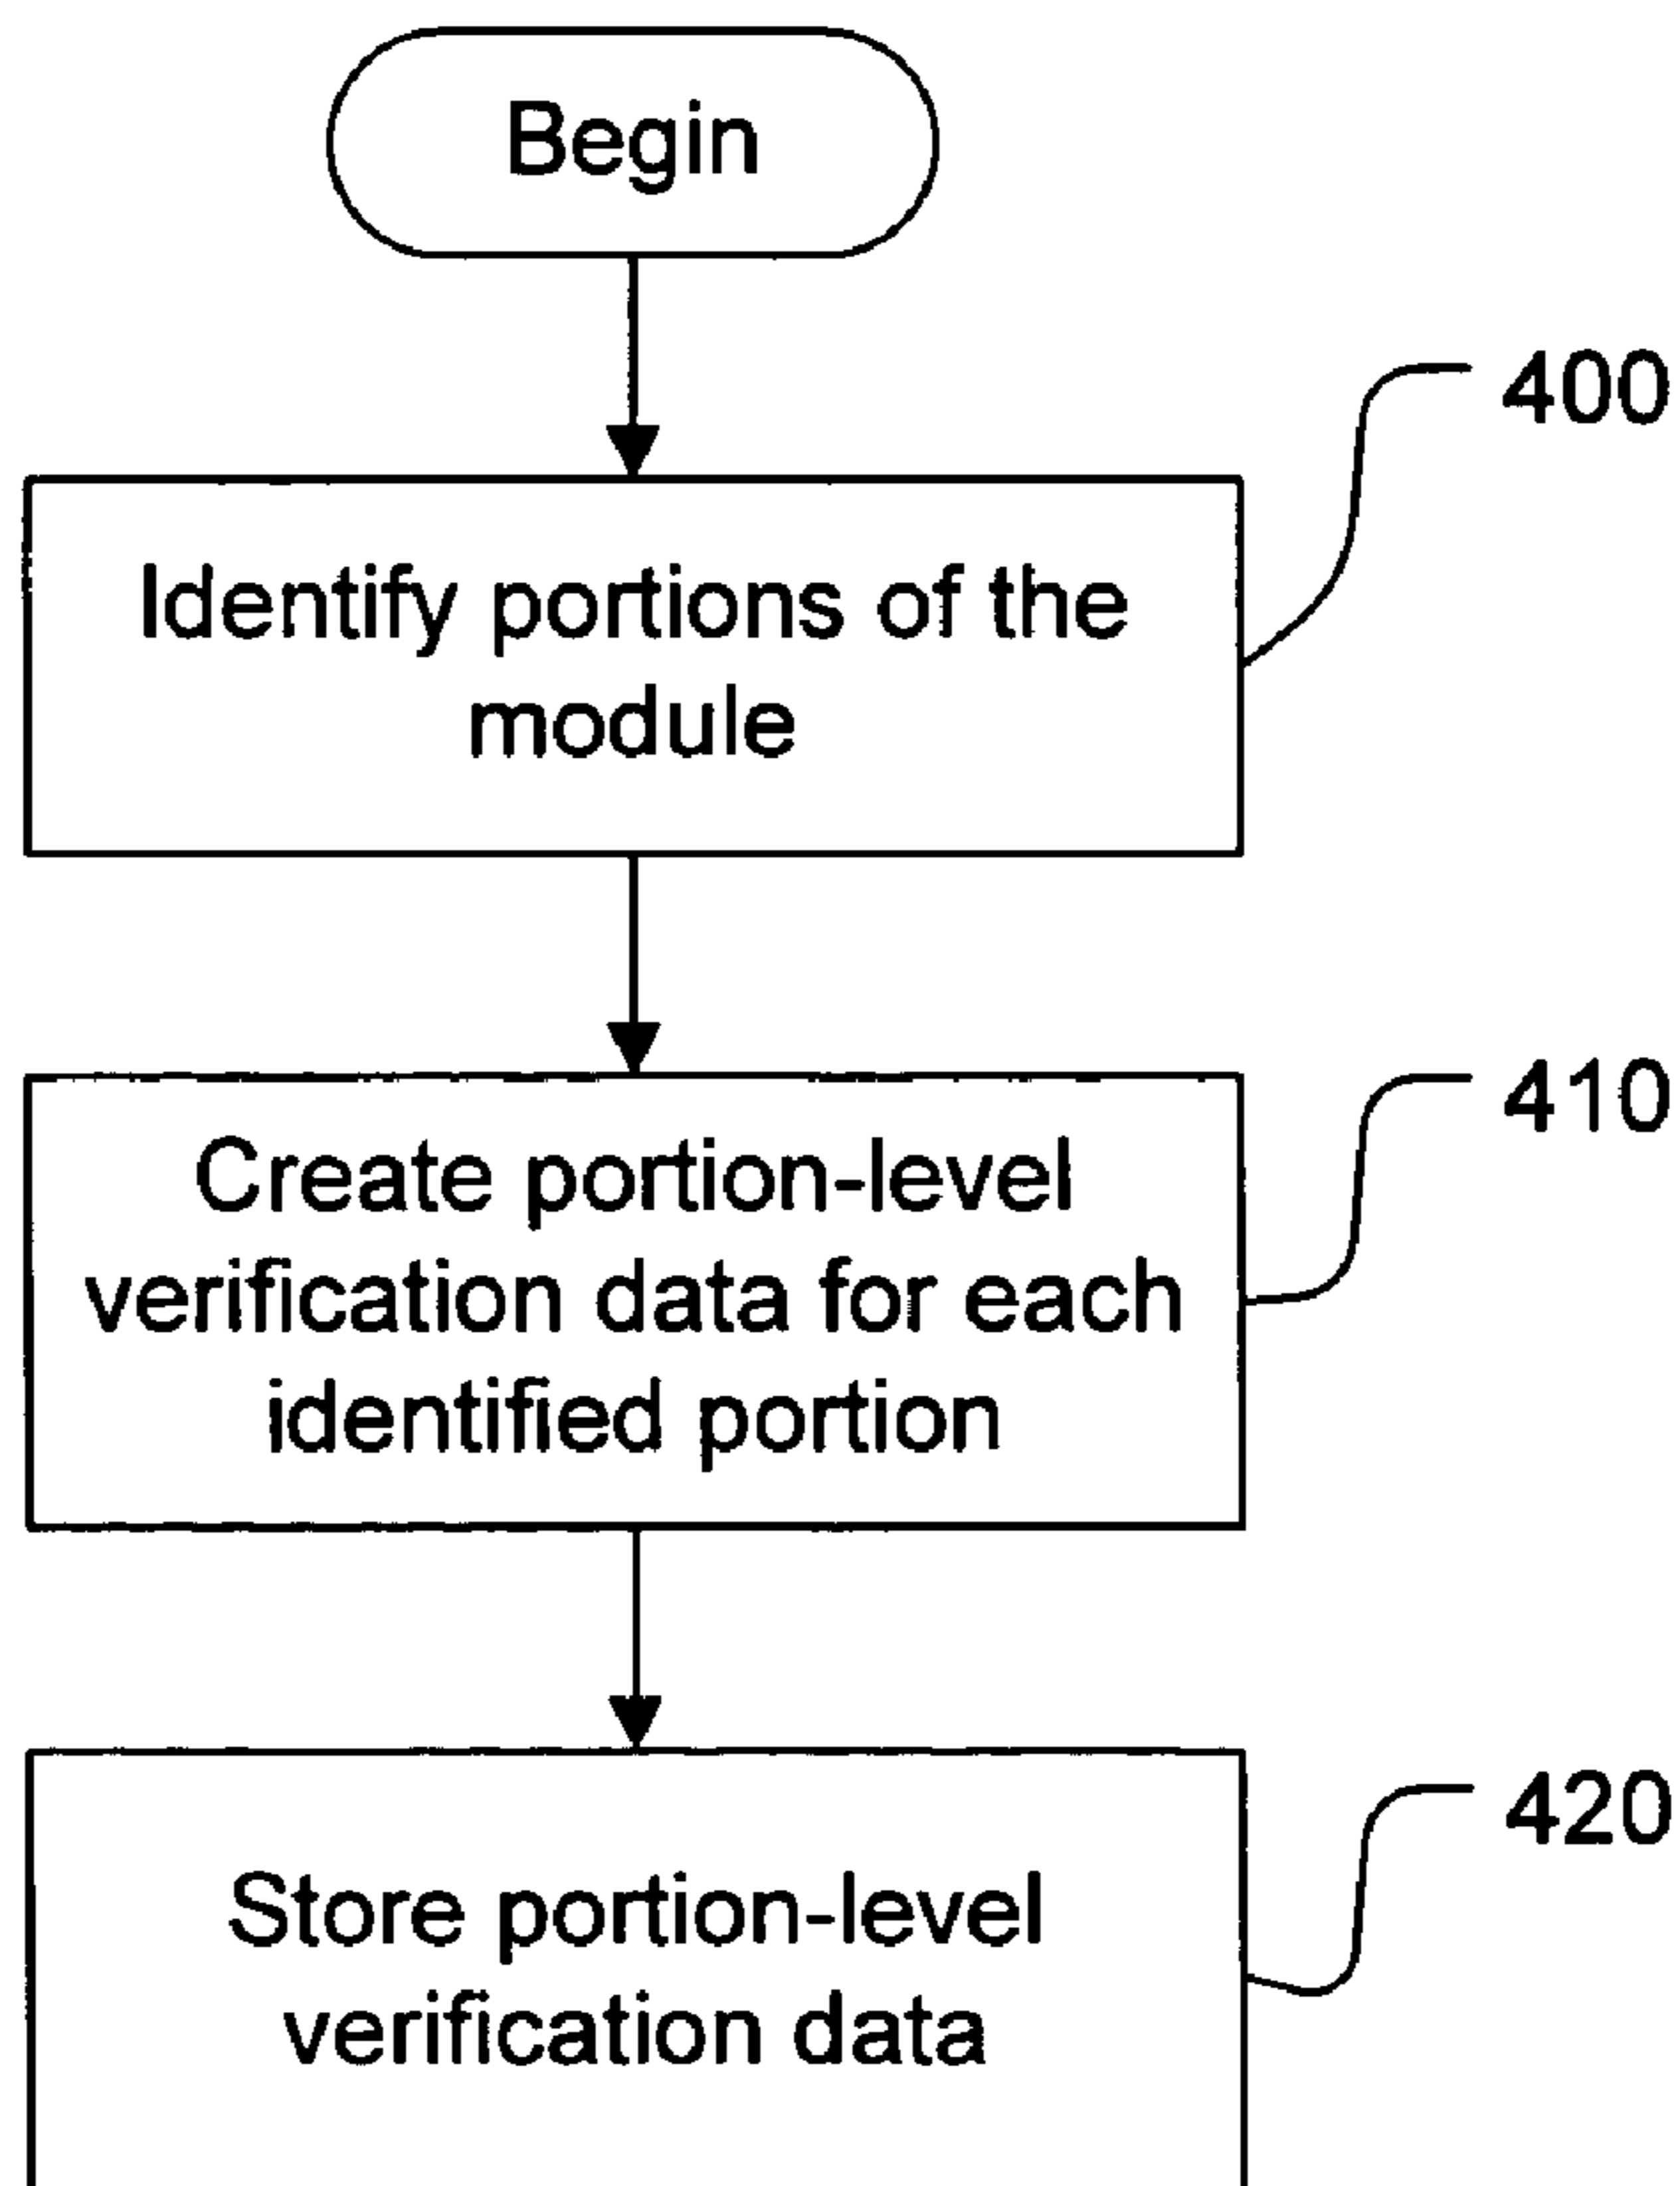 Begin
400
Identify portions of the
module
410
Create portion-level
verification data for each
identified portion
420
Store portion-level
verification data